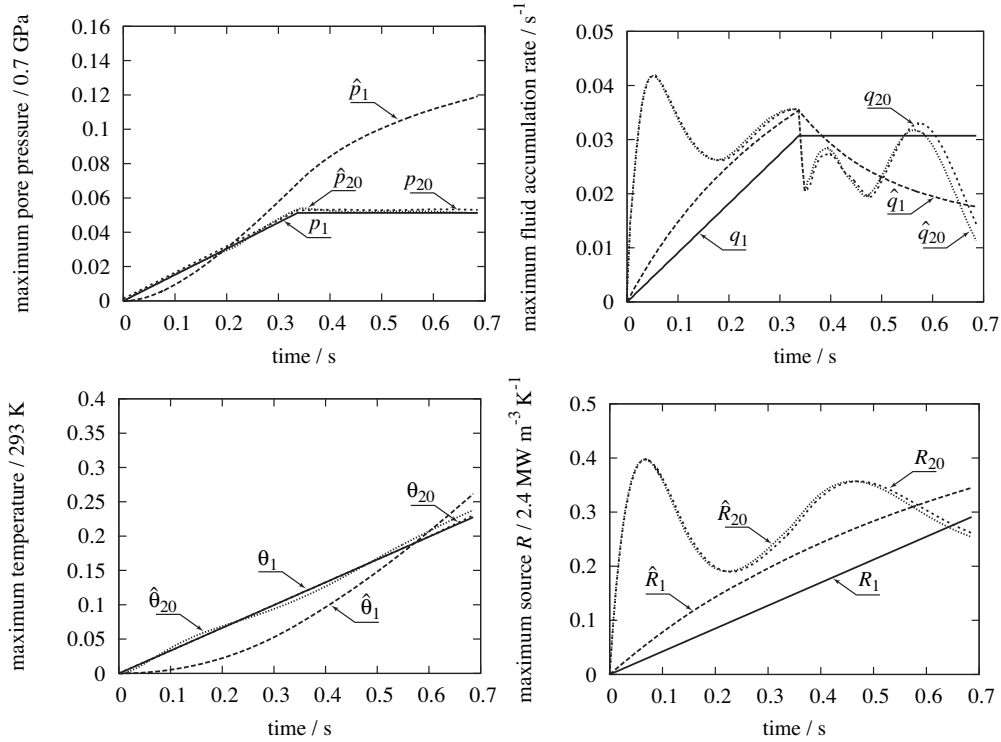 maximum pore pressure / 0.7 GPa
0.16
0.14
0.12
0.1
0.08
0.06
0.04
0.02
0
0 0.1 0.2 0.3 0.4 0.5 0.6 0.7
time / s
p̂₁
p̂₂₀
p₂₀
p₁
maximum fluid accumulation rate / s⁻¹
0.05
0.04
0.03
0.02
0.01
0
0 0.1 0.2 0.3 0.4 0.5 0.6 0.7
time / s
q₂₀
q̂₁
q₁
q̂₂₀
maximum temperature / 293 K
0.4
0.35
0.3
0.25
0.2
0.15
0.1
0.05
0
0 0.1 0.2 0.3 0.4 0.5 0.6 0.7
time / s
θ₂₀
θ₁
θ̂₂₀
θ̂₁
maximum source R / 2.4 MW m⁻³ K⁻¹
0.5
0.4
0.3
0.2
0.1
0
0 0.1 0.2 0.3 0.4 0.5 0.6 0.7
time / s
R₂₀
R̂₂₀
R̂₁
R₁